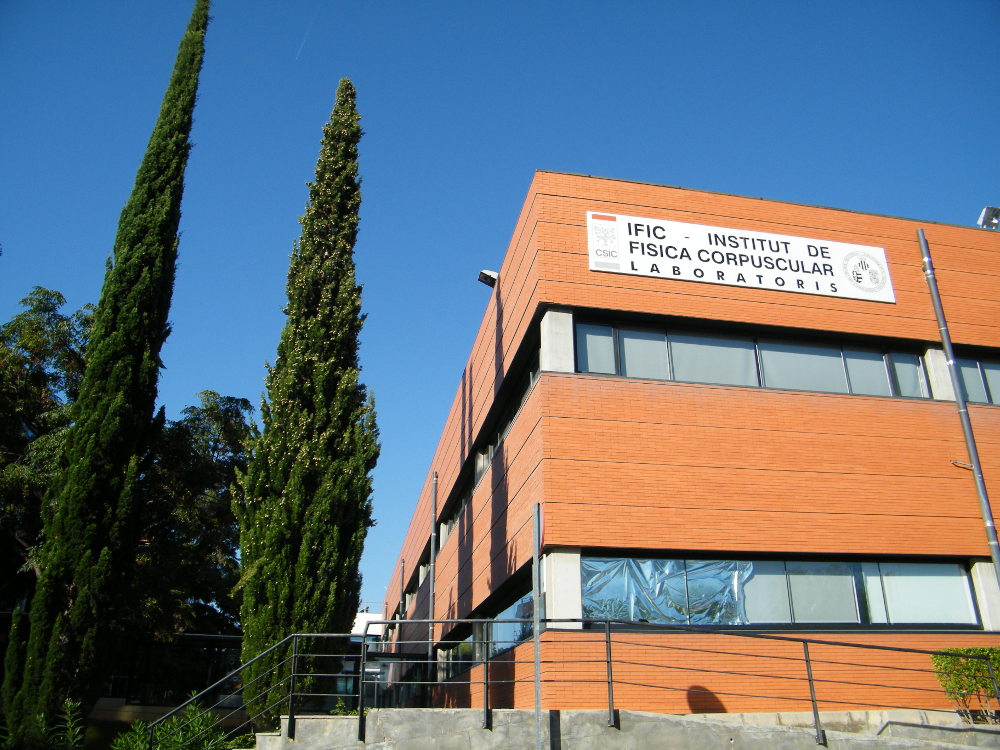 IFIC - INSTITUT DE
FISICA CORPUSCULAR
LABORATORIS
CSIC